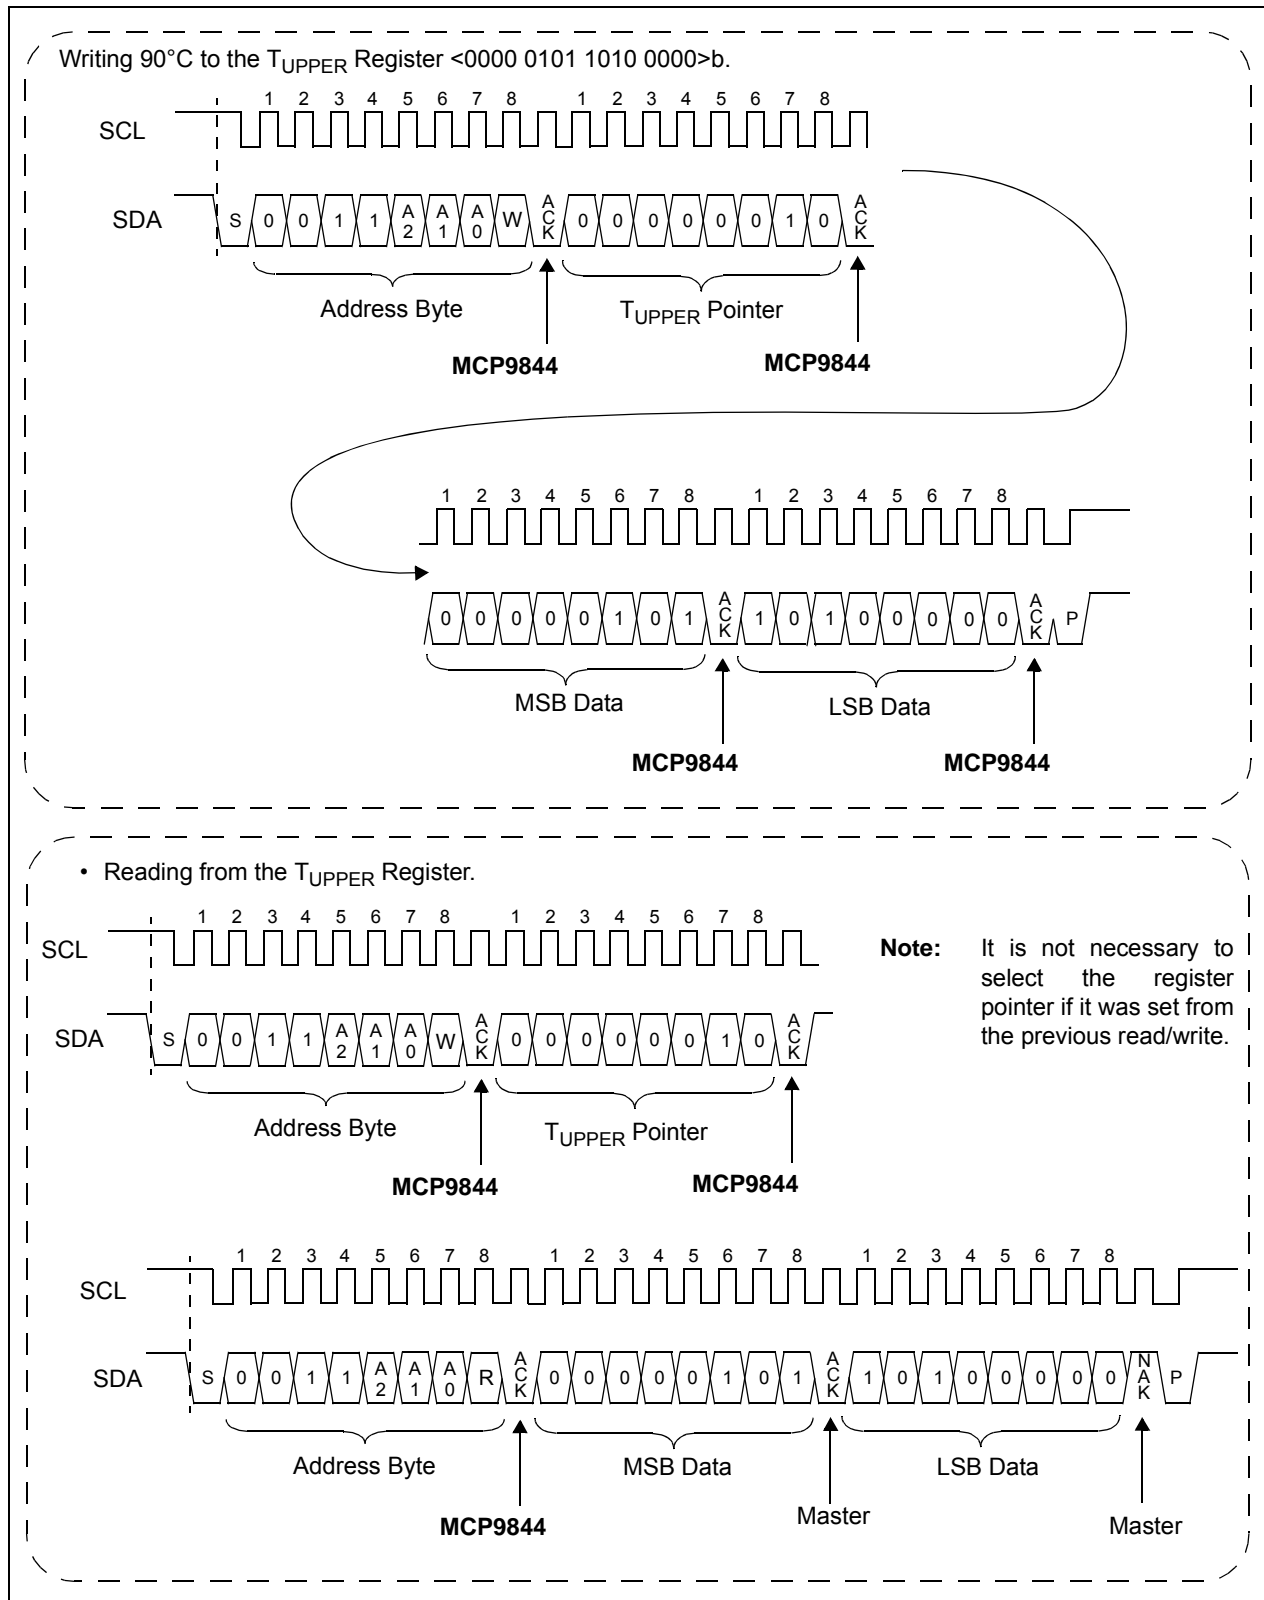 Writing 90°C to the TUPPER Register <0000 0101 1010 0000>b.
1 2 3 4 5 6 7 8 1 2 3 4 5 6 7 8
SCL
SDA
S 0 0 1 1 A2 A1 A0 W ACK 0 0 0 0 0 0 1 0 ACK
Address Byte
TUPPER Pointer
MCP9844
MCP9844
1 2 3 4 5 6 7 8 1 2 3 4 5 6 7 8
0 0 0 0 0 1 0 1 ACK 1 0 1 0 0 0 0 0 ACK P
MSB Data
LSB Data
MCP9844
MCP9844
• Reading from the TUPPER Register.
1 2 3 4 5 6 7 8 1 2 3 4 5 6 7 8
SCL
SDA
S 0 0 1 1 A2 A1 A0 W ACK 0 0 0 0 0 0 1 0 ACK
Address Byte
TUPPER Pointer
MCP9844
MCP9844
Note: It is not necessary to
select the register
pointer if it was set from
the previous read/write.
1 2 3 4 5 6 7 8 1 2 3 4 5 6 7 8 1 2 3 4 5 6 7 8
SCL
SDA
S 0 0 1 1 A2 A1 A0 R ACK 0 0 0 0 0 1 0 1 ACK 1 0 1 0 0 0 0 0 NAK P
Address Byte
MSB Data
LSB Data
MCP9844
Master
Master